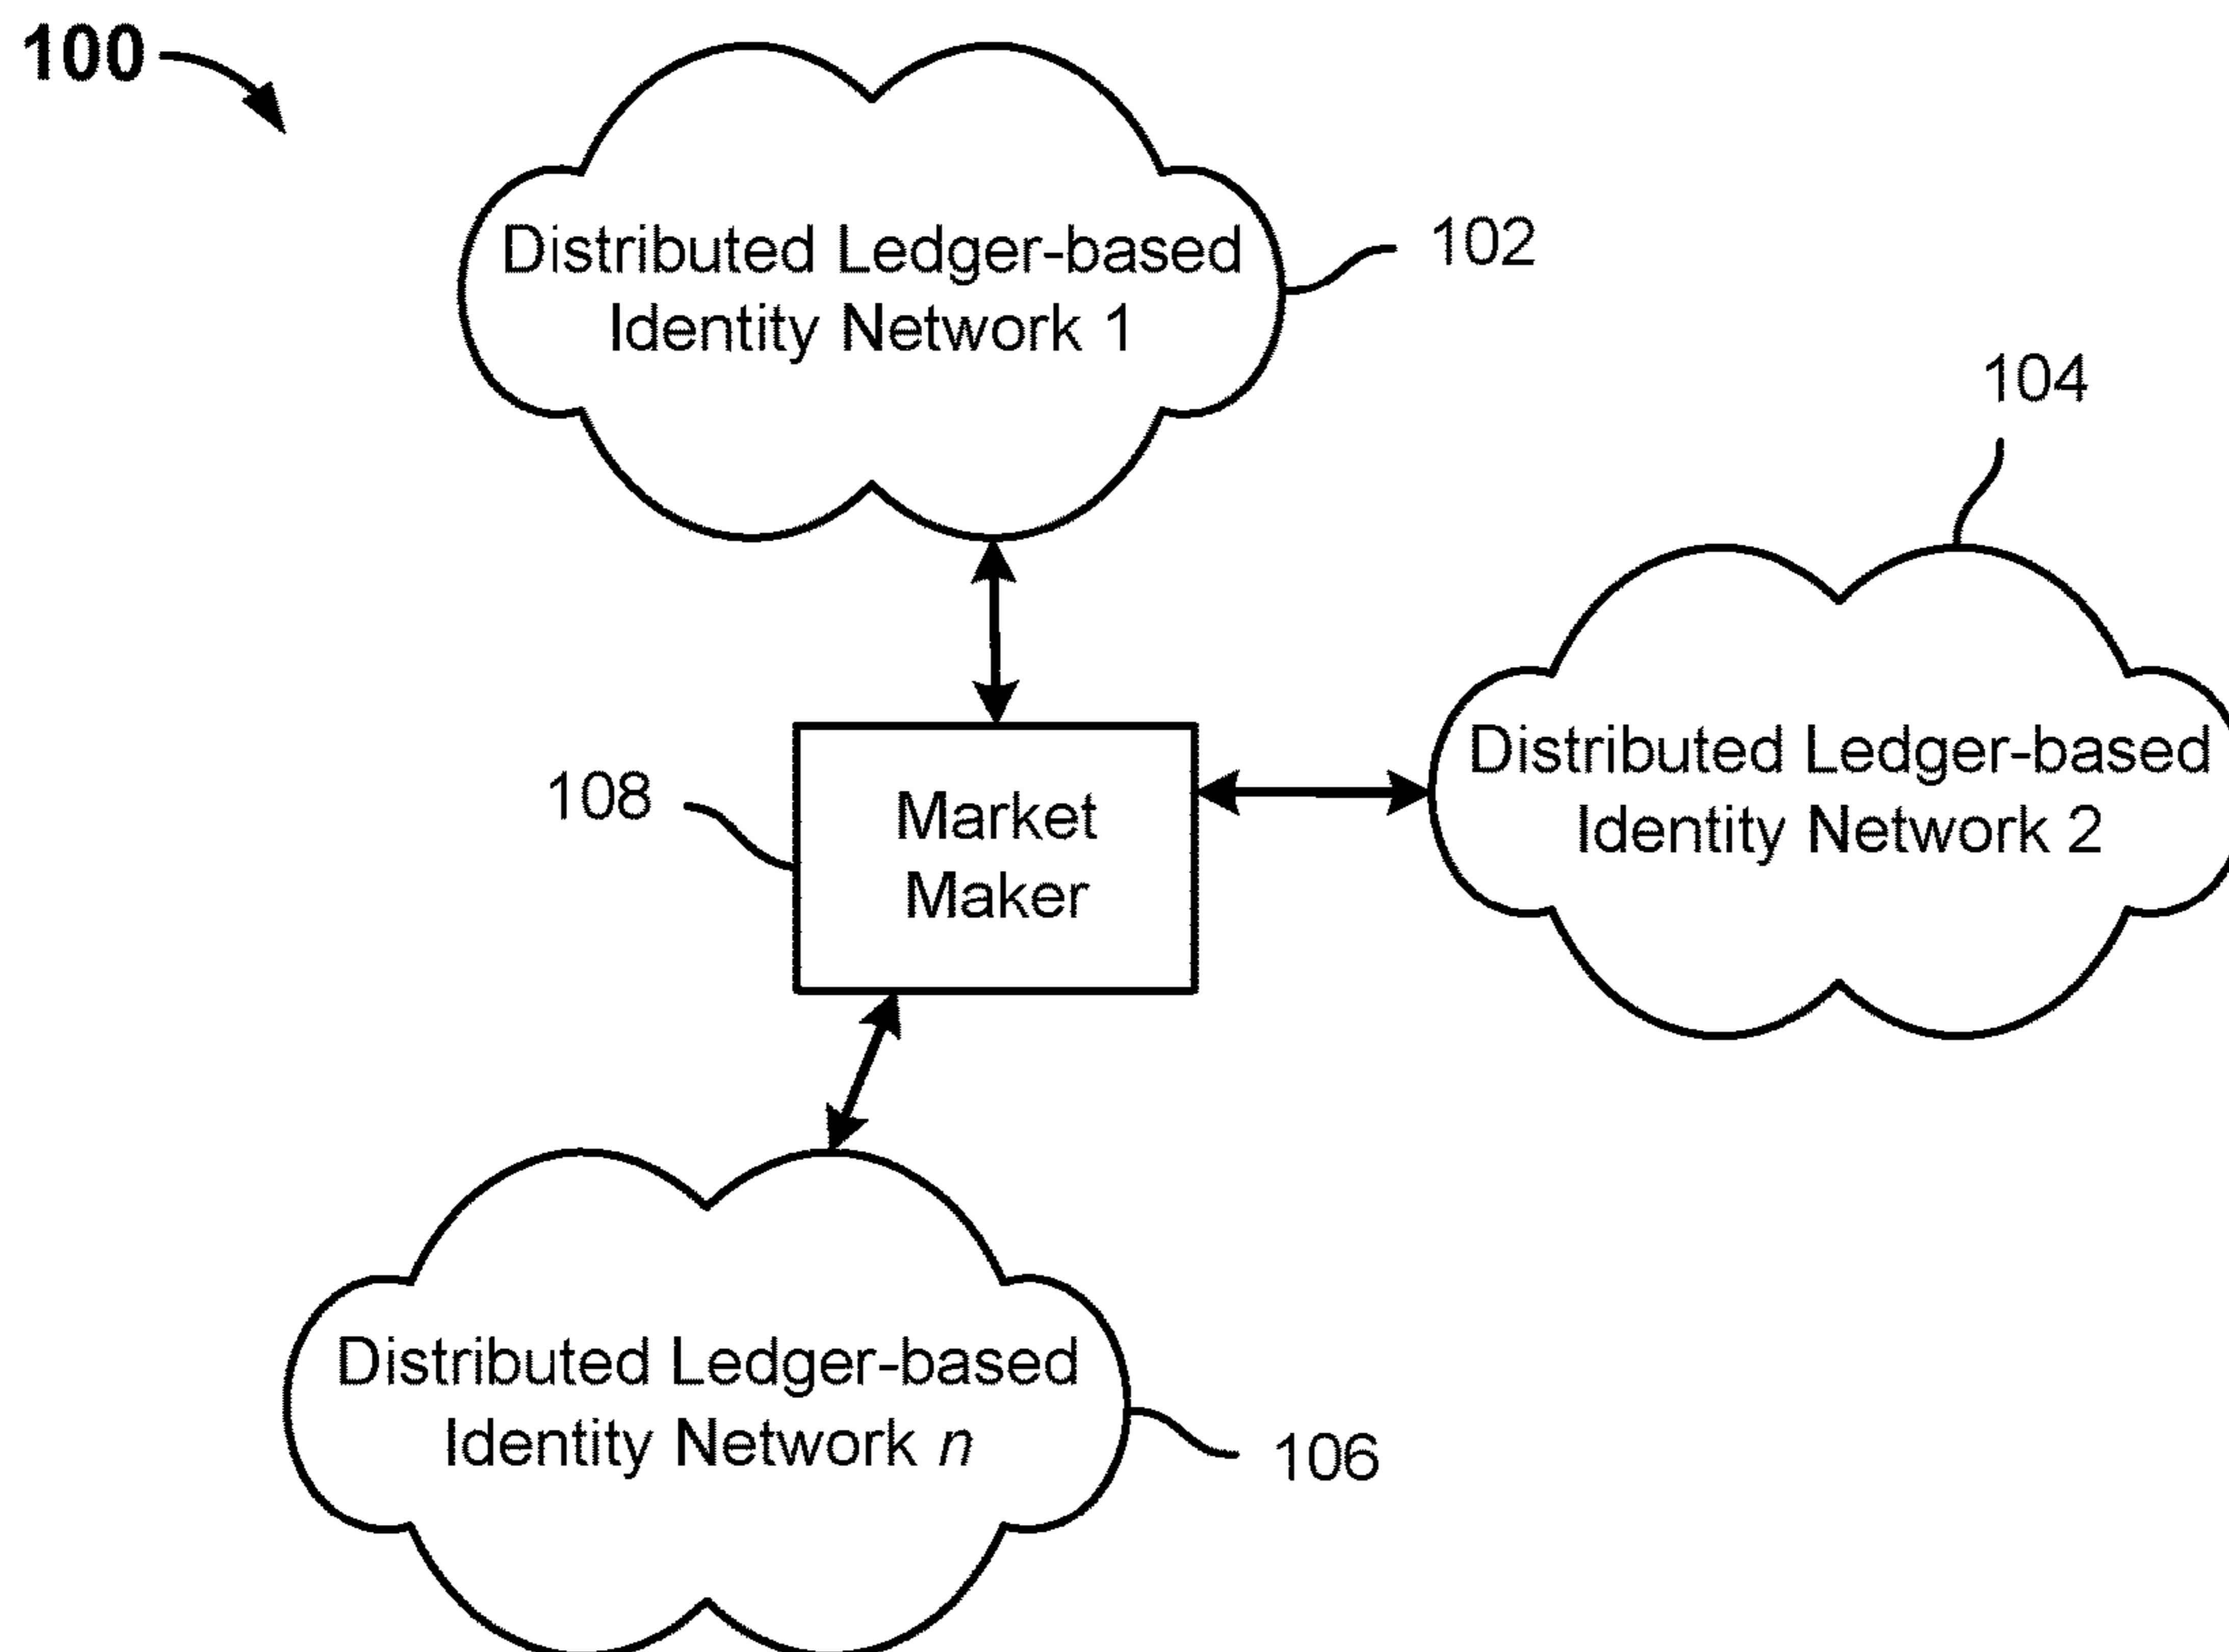 100
Distributed Ledger-based
Identity Network 1
102
104
Distributed Ledger-based
Identity Network 2
108
Market
Maker
Distributed Ledger-based
Identity Network n
106